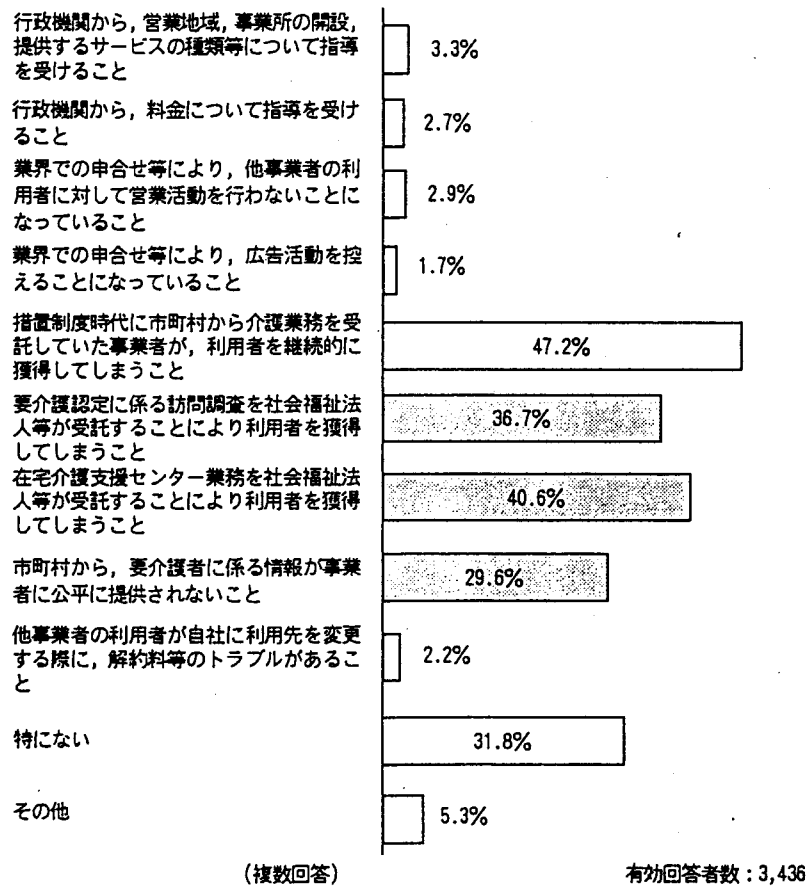 行政機関から，営業地域，事業所の開設，
提供するサービスの種類等について指導
を受けること
3.3%
行政機関から，料金について指導を受け
ること
2.7%
業界での申合せ等により，他事業者の利
用者に対して営業活動を行わないことに
なっていること
2.9%
業界での申合せ等により，広告活動を控
えることになっていること
1.7%
措置制度時代に市町村から介護業務を受
託していた事業者が，利用者を継続的に
獲得してしまうこと
47.2%
要介護認定に係る訪問調査を社会福祉法
人等が受託することにより利用者を獲得
してしまうこと
36.7%
在宅介護支援センター業務を社会福祉法
人等が受託することにより利用者を獲得
してしまうこと
40.6%
市町村から，要介護者に係る情報が事業
者に公平に提供されないこと
29.6%
他事業者の利用者が自社に利用先を変更
する際に，解約料等のトラブルがあるこ
と
2.2%
特にない
31.8%
その他
5.3%
（複数回答）
有効回答者数：3,436